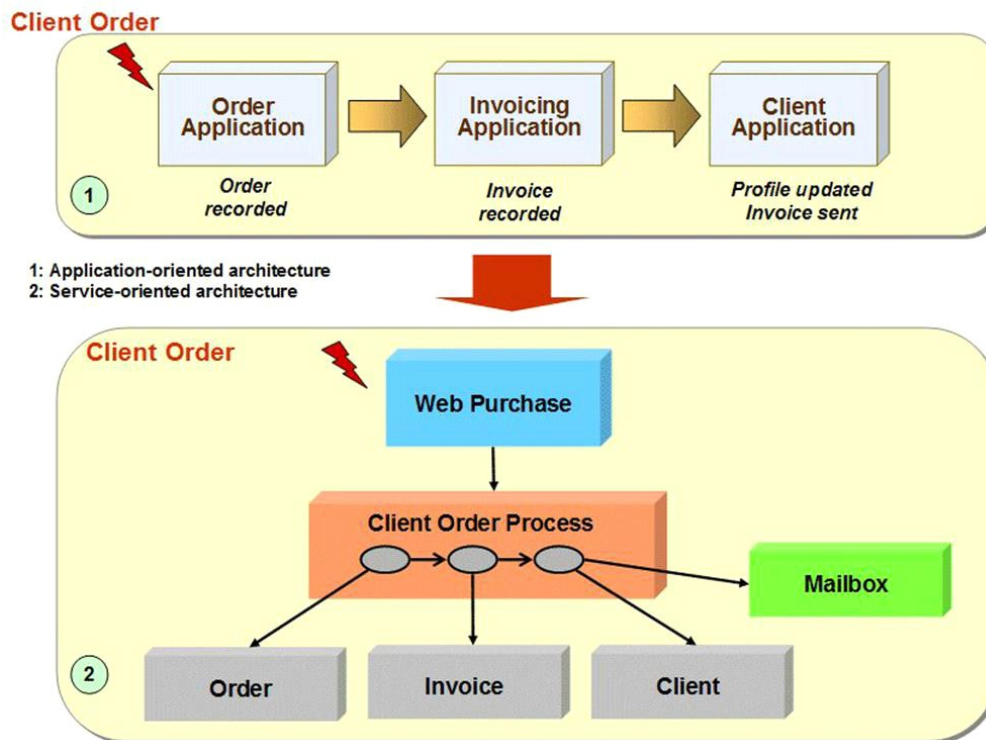 Client Order
Order
Application
Invoicing
Application
Client
Application
Order
recorded
Invoice
recorded
Profile updated
Invoice sent
1
1: Application-oriented architecture
2: Service-oriented architecture
Client Order
Web Purchase
Client Order Process
Mailbox
2
Order
Invoice
Client